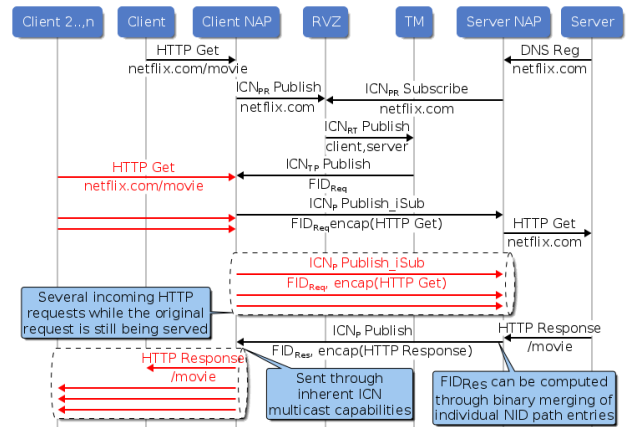 Client 2..,n
Client
Client NAP
RVZ
TM
Server NAP
Server
HTTP Get
netflix.com/movie
DNS Reg
netflix.com
ICNPR Publish
netflix.com
ICNPR Subscribe
netflix.com
ICNRT Publish
client,server
HTTP Get
netflix.com/movie
ICNTP Publish
FIDReq
ICNP Publish_iSub
FIDReqencap(HTTP Get)
HTTP Get
netflix.com
ICNP Publish_iSub
FIDReq, encap(HTTP Get)
Several incoming HTTP
requests while the original
request is still being served
ICNP Publish
FIDRes, encap(HTTP Response)
HTTP Response
/movie
HTTP Response
/movie
Sent through
inherent ICN
multicast capabilities
FIDRes can be computed
through binary merging of
individual NID path entries